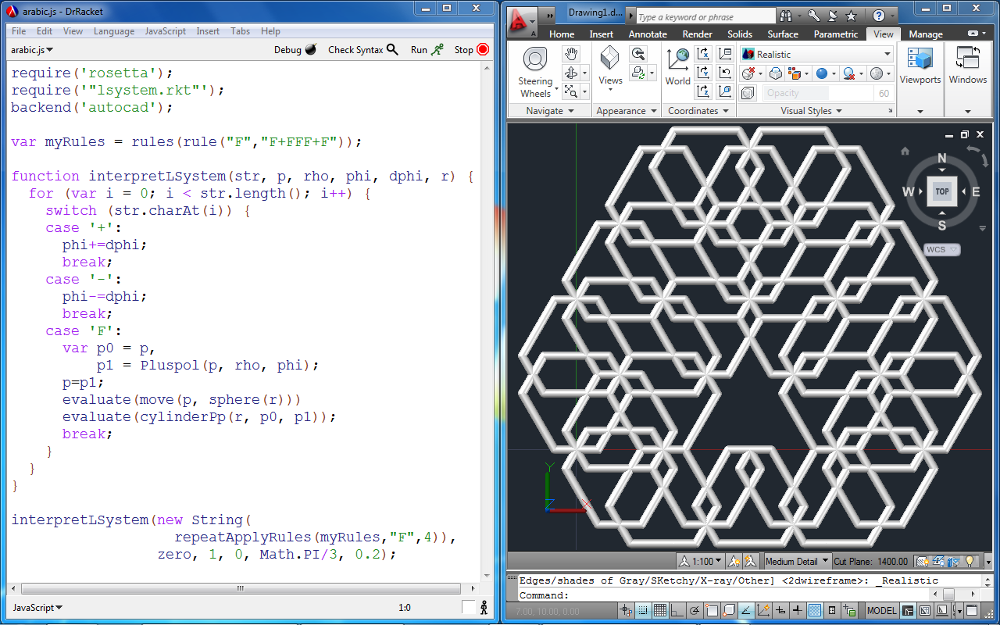 arabic.js - DrRacket
File Edit View Language JavaScript Insert Tabs Help
arabic.js
Debug Check Syntax Run Stop
require('rosetta');
require('"lsystem.rkt"');
backend('autocad');
var myRules = rules(rule("F","F+FFF+F"));
function interpretLSystem(str, p, rho, phi, dphi, r) {
  for (var i = 0; i < str.length(); i++) {
    switch (str.charAt(i)) {
    case '+':
      phi+=dphi;
      break;
    case '-':
      phi-=dphi;
      break;
    case 'F':
      var p0 = p,
          p1 = Pluspol(p, rho, phi);
      p=p1;
      evaluate(move(p, sphere(r)))
      evaluate(cylinderPp(r, p0, p1));
      break;
    }
  }
}
interpretLSystem(new String(
                   repeatApplyRules(myRules,"F",4)),
                 zero, 1, 0, Math.PI/3, 0.2);
JavaScript
1:0
A
Drawing1.d...
Type a keyword or phrase
?
Home Insert Annotate Render Solids Surface Parametric View Manage
Steering
Wheels
Views
World
Realistic
Opacity 60
Viewports
Windows
Navigate
Appearance
Coordinates
Visual Styles
N
W TOP E
S
WCS
Y
Z X
1:100
Medium Detail
Cut Plane: 1400.00
Edges/shades of Gray/SKetchy/X-ray/Other] <2dwireframe>: _Realistic
Command:
7.00, 10.00, 0.00
MODEL